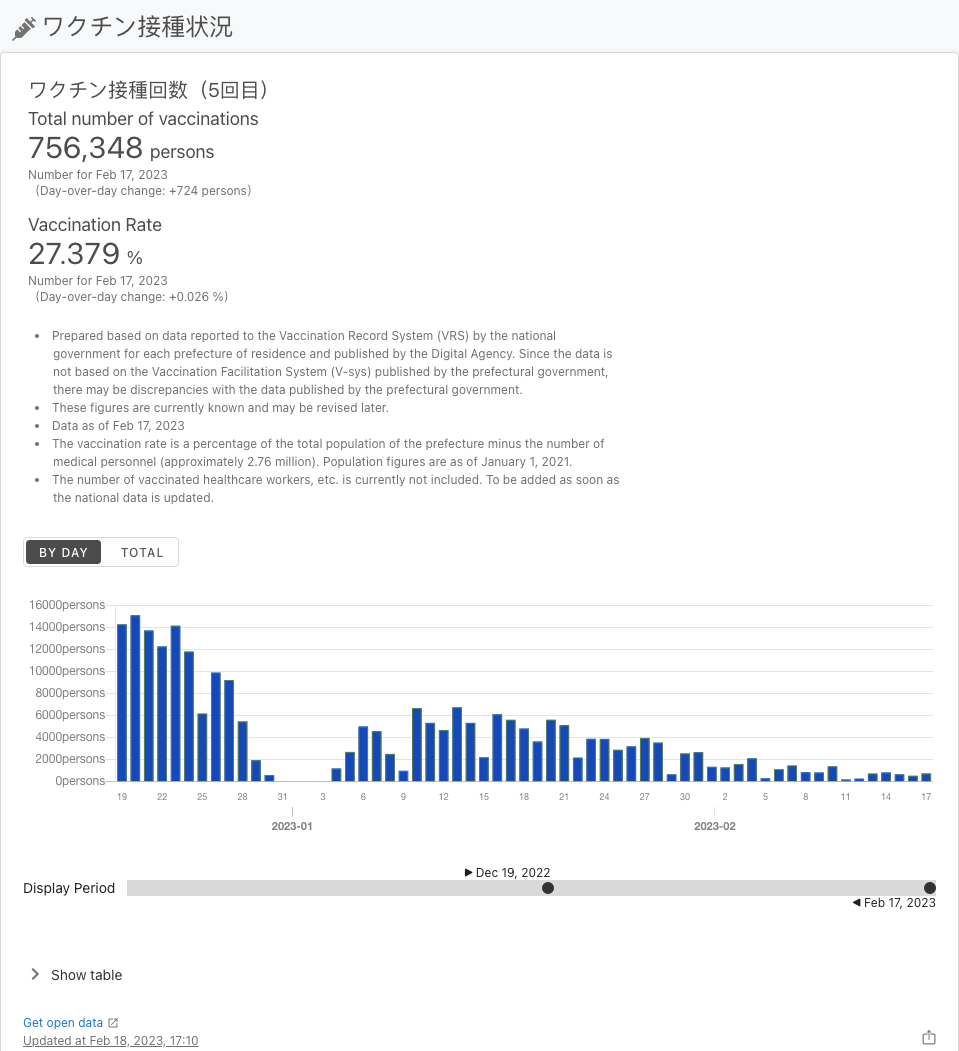 ワクチン接種状況
ワクチン接種回数（5回目）
Total number of vaccinations
756,348 persons
Number for Feb 17, 2023
(Day-over-day change: +724 persons)
Vaccination Rate
27.379 %
Number for Feb 17, 2023
(Day-over-day change: +0.026 %)
• Prepared based on data reported to the Vaccination Record System (VRS) by the national
government for each prefecture of residence and published by the Digital Agency. Since the data is
not based on the Vaccination Facilitation System (V-sys) published by the prefectural government,
there may be discrepancies with the data published by the prefectural government.
• These figures are currently known and may be revised later.
• Data as of Feb 17, 2023
• The vaccination rate is a percentage of the total population of the prefecture minus the number of
medical personnel (approximately 2.76 million). Population figures are as of January 1, 2021.
• The number of vaccinated healthcare workers, etc. is currently not included. To be added as soon as
the national data is updated.
BY DAY TOTAL
16000persons
14000persons
12000persons
10000persons
8000persons
6000persons
4000persons
2000persons
0persons
19 22 25 28 31 3 6 9 12 15 18 21 24 27 30 2 5 8 11 14 17
2023-01 2023-02
Dec 19, 2022
Display Period
Feb 17, 2023
Show table
Get open data
Updated at Feb 18, 2023, 17:10